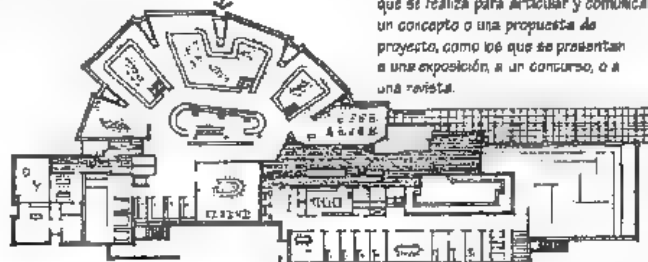 que se realiza para articular y comunica
un concepto o una propuesta de
proyecto, como los que se presentan
a una exposición, a un concurso, o a
una revista.